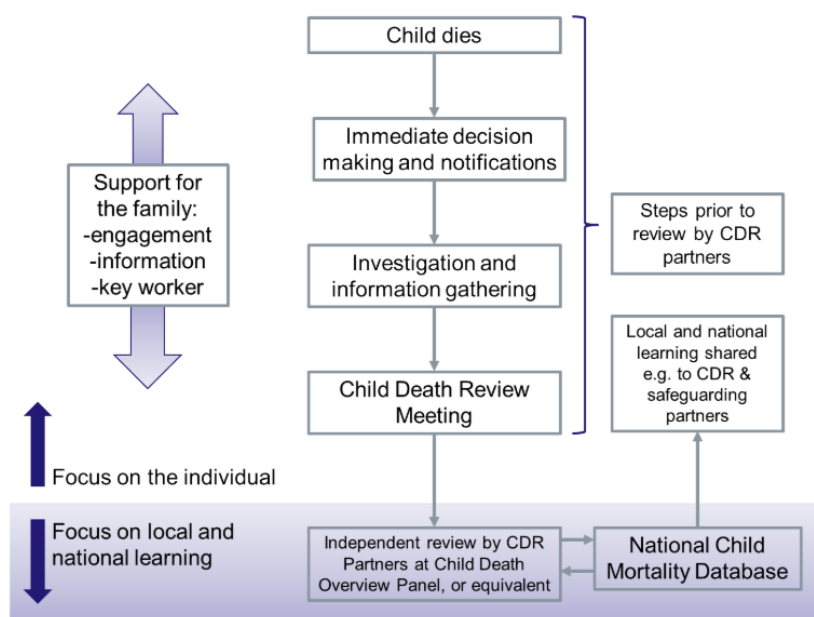 Child dies
Immediate decision
making and notifications
Support for
the family:
-engagement
-information
-key worker
Steps prior to
review by CDR
partners
Investigation and
information gathering
Local and national
learning shared
e.g. to CDR &
safeguarding
partners
Child Death Review
Meeting
Focus on the individual
Focus on local and
national learning
Independent review by CDR
Partners at Child Death
Overview Panel, or equivalent
National Child
Mortality Database